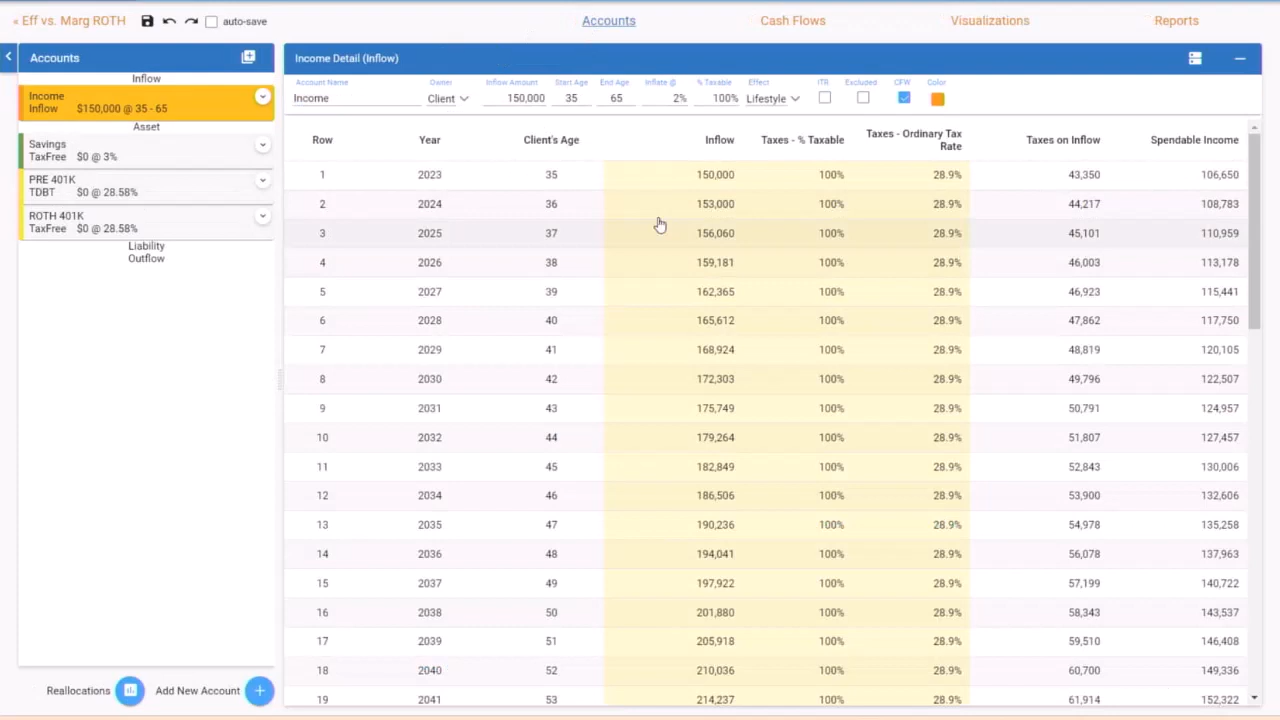 « Eff vs. Marg ROTH auto-save Accounts Cash Flows Visualizations Reports
Accounts
Inflow
Income
Inflow $150,000 @ 35 - 65
Asset
Savings
TaxFree $0 @ 3%
PRE 401K
TDBT $0 @ 28.58%
ROTH 401K
TaxFree $0 @ 28.58%
Liability
Outflow
Reallocations Add New Account
Income Detail (Inflow)
Account Name Owner Inflow Amount Start Age End Age Inflate @ % Taxable Effect ITR Excluded CFW Color
Income Client 150,000 35 65 2% 100% Lifestyle
Row Year Client's Age Inflow Taxes - % Taxable Taxes - Ordinary Tax Rate Taxes on Inflow Spendable Income
1 2023 35 150,000 100% 28.9% 43,350 106,650
2 2024 36 153,000 100% 28.9% 44,217 108,783
3 2025 37 156,060 100% 28.9% 45,101 110,959
4 2026 38 159,181 100% 28.9% 46,003 113,178
5 2027 39 162,365 100% 28.9% 46,923 115,441
6 2028 40 165,612 100% 28.9% 47,862 117,750
7 2029 41 168,924 100% 28.9% 48,819 120,105
8 2030 42 172,303 100% 28.9% 49,796 122,507
9 2031 43 175,749 100% 28.9% 50,791 124,957
10 2032 44 179,264 100% 28.9% 51,807 127,457
11 2033 45 182,849 100% 28.9% 52,843 130,006
12 2034 46 186,506 100% 28.9% 53,900 132,606
13 2035 47 190,236 100% 28.9% 54,978 135,258
14 2036 48 194,041 100% 28.9% 56,078 137,963
15 2037 49 197,922 100% 28.9% 57,199 140,722
16 2038 50 201,880 100% 28.9% 58,343 143,537
17 2039 51 205,918 100% 28.9% 59,510 146,408
18 2040 52 210,036 100% 28.9% 60,700 149,336
19 2041 53 214,237 100% 28.9% 61,914 152,322